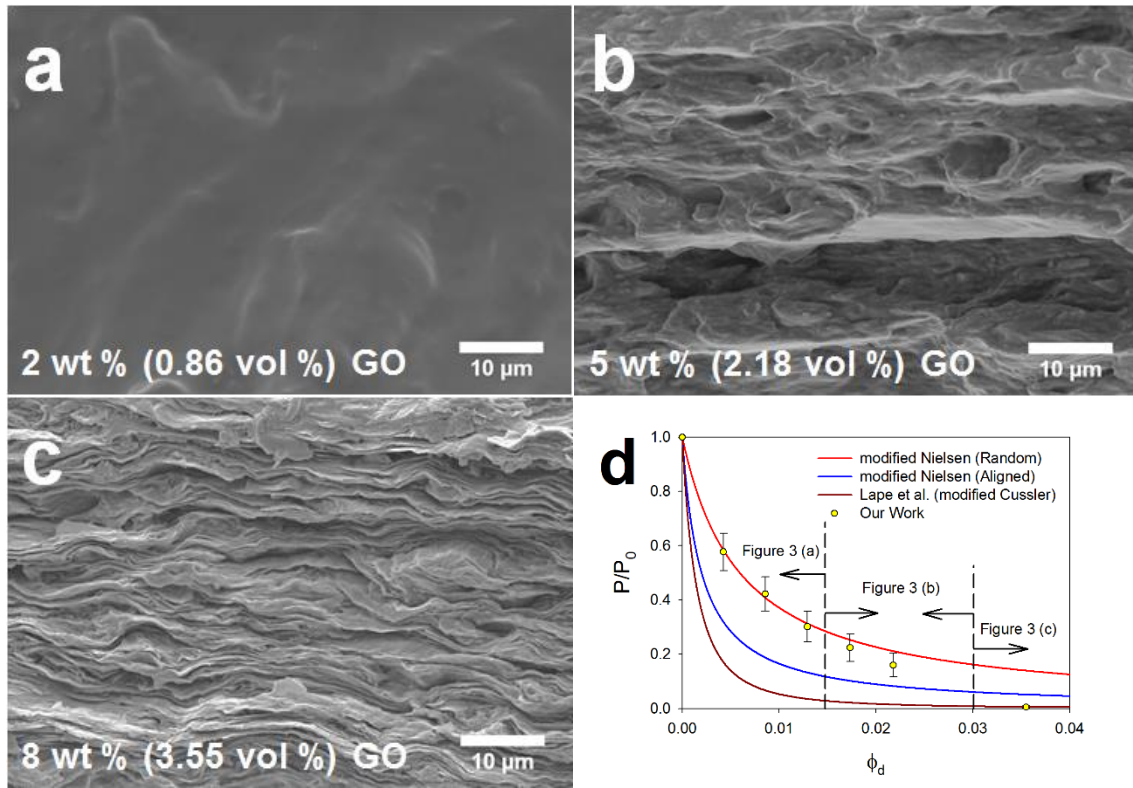 a
2 wt % (0.86 vol %) GO
10 µm
b
5 wt % (2.18 vol %) GO
10 µm
c
8 wt % (3.55 vol %) GO
10 µm
d
1.0
0.8
0.6
0.4
0.2
0.0
P/P0
modified Nielsen (Random)
modified Nielsen (Aligned)
Lape et al. (modified Cussler)
Our Work
Figure 3 (a)
Figure 3 (b)
Figure 3 (c)
0.00 0.01 0.02 0.03 0.04
ϕd